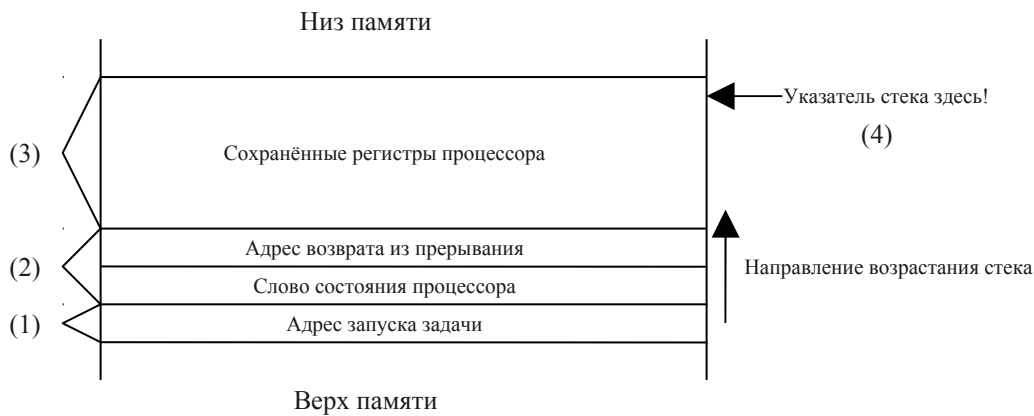 Низ памяти
Указатель стека здесь!
(4)
(3)
Сохранённые регистры процессора
Адрес возврата из прерывания
(2)
Направление возрастания стека
Слово состояния процессора
(1)
Адрес запуска задачи
Верх памяти